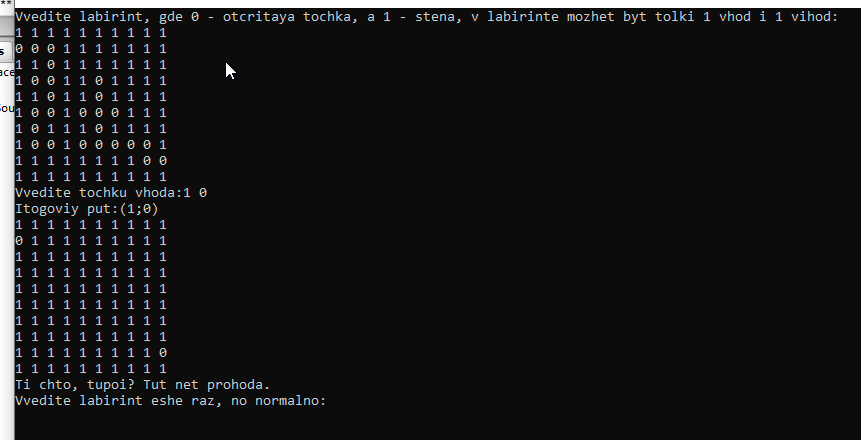 **
Vvedite labirint, gde 0 - otcritaya tochka, a 1 - stena, v labirinte mozhet byt tolki 1 vhod i 1 vihod:
1 1 1 1 1 1 1 1 1 1
0 0 0 1 1 1 1 1 1 1
1 1 0 1 1 1 1 1 1 1
1 0 0 1 1 0 1 1 1 1
1 1 0 1 1 0 1 1 1 1
1 0 0 1 0 0 0 1 1 1
1 0 1 1 1 0 1 1 1 1
1 0 0 1 0 0 0 0 0 1
1 1 1 1 1 1 1 1 0 0
1 1 1 1 1 1 1 1 1 1
Vvedite tochku vhoda:1 0
Itogoviy put:(1;0)
1 1 1 1 1 1 1 1 1 1
0 1 1 1 1 1 1 1 1 1
1 1 1 1 1 1 1 1 1 1
1 1 1 1 1 1 1 1 1 1
1 1 1 1 1 1 1 1 1 1
1 1 1 1 1 1 1 1 1 1
1 1 1 1 1 1 1 1 1 1
1 1 1 1 1 1 1 1 1 1
1 1 1 1 1 1 1 1 1 0
1 1 1 1 1 1 1 1 1 1
Ti chto, tupoi? Tut net prohoda.
Vvedite labirint eshe raz, no normalno: